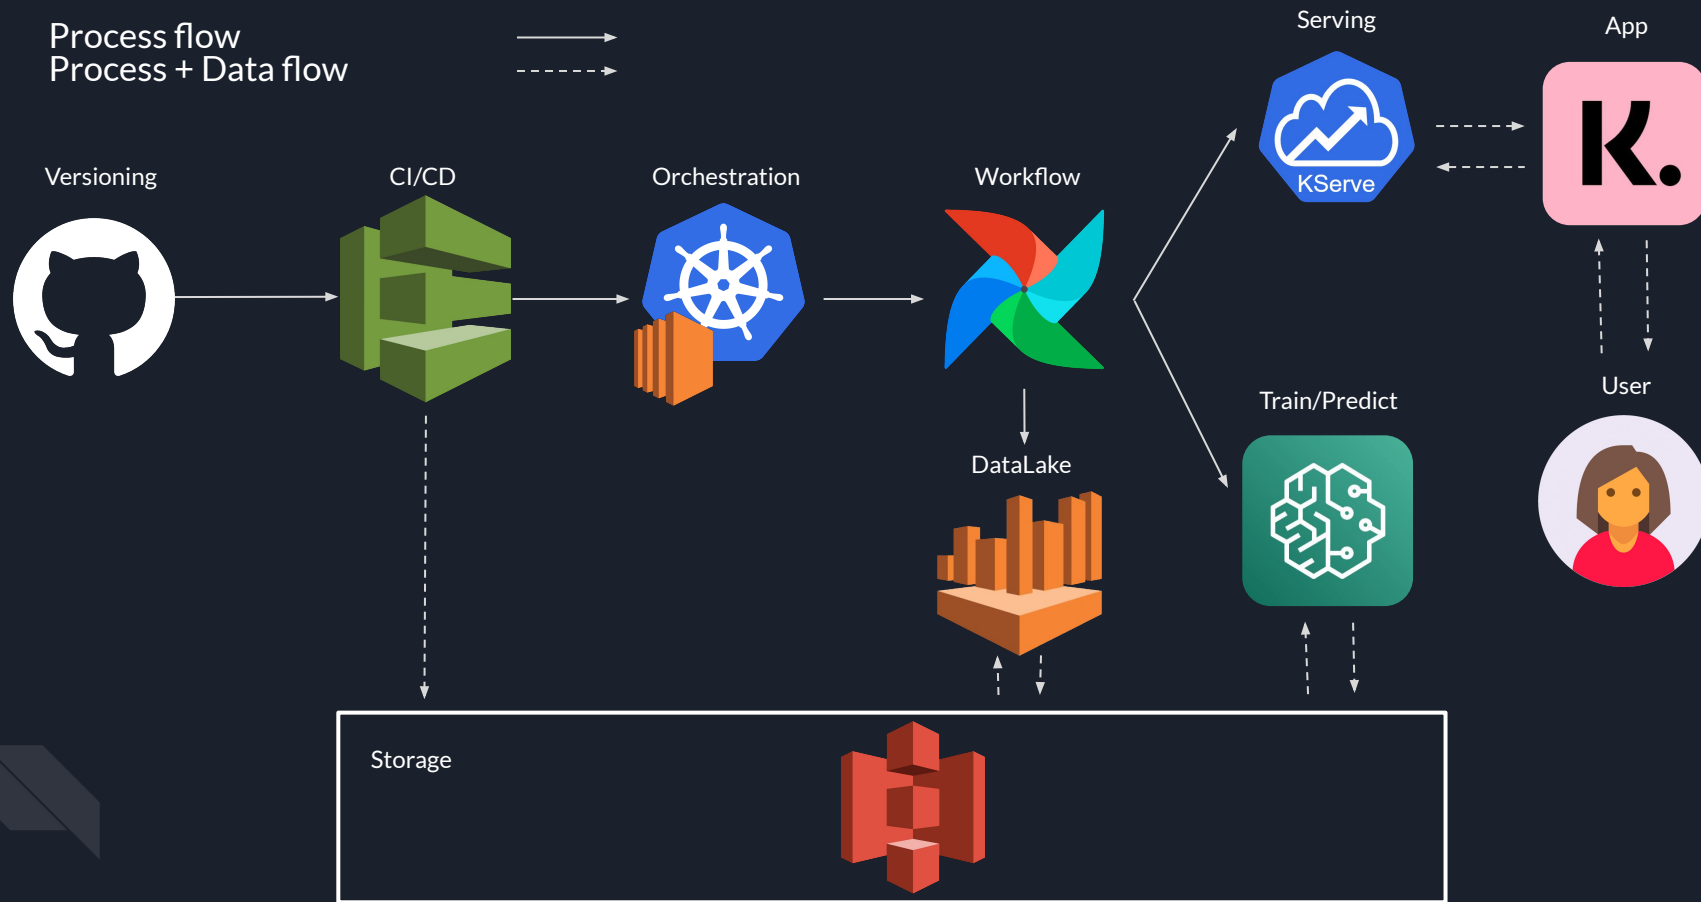 Process flow
Process + Data flow
Serving
App
KServe
K.
Versioning
CI/CD
Orchestration
Workflow
User
Train/Predict
DataLake
Storage